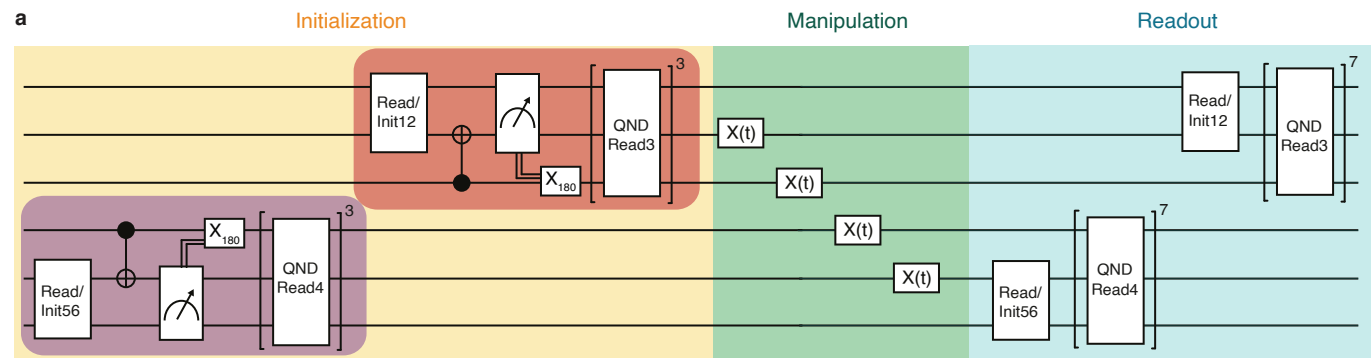 a
Initialization
Manipulation
Readout
Read/
Init12
QND
Read3
3
X180
Read/
Init56
X180
QND
Read4
3
X(t)
X(t)
X(t)
X(t)
Read/
Init56
QND
Read4
7
Read/
Init12
QND
Read3
7